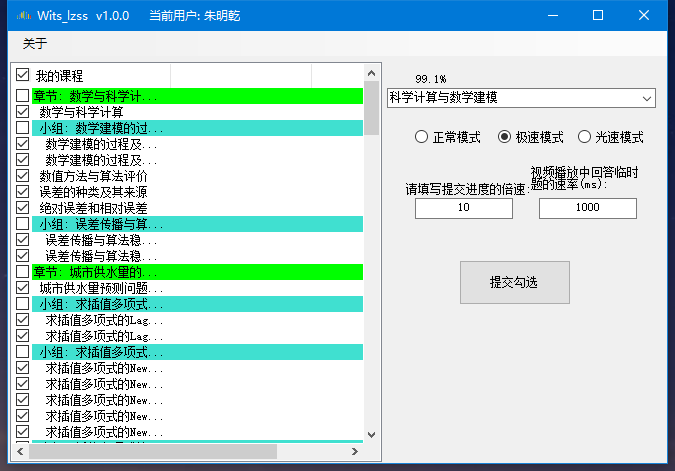 Wits_lzss v1.0.0 当前用户: 朱明乾
关于
我的课程
章节: 数学与科学计...
数学与科学计算
小组: 数学建模的过...
数学建模的过程及...
数学建模的过程及...
数值方法与算法评价
误差的种类及其来源
绝对误差和相对误差
小组: 误差传播与算...
误差传播与算法稳...
误差传播与算法稳...
章节: 城市供水量的...
城市供水量预测问题...
小组: 求插值多项式...
求插值多项式的Lag...
求插值多项式的Lag...
小组: 求插值多项式...
求插值多项式的New...
求插值多项式的New...
求插值多项式的New...
求插值多项式的New...
求插值多项式的New...
99.1%
科学计算与数学建模
正常模式 极速模式 光速模式
请填写提交进度的倍速:
10
视频播放中回答临时
题的速率(ms):
1000
提交勾选